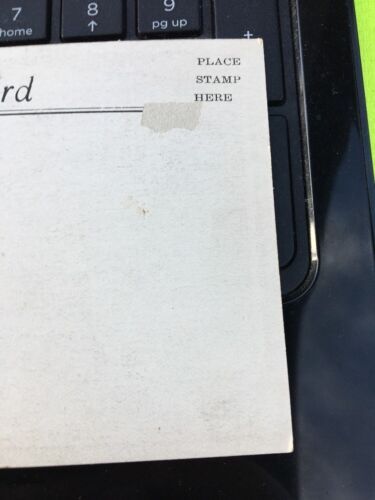 7
home
8
↑
9
pg up
+
rd
PLACE
STAMP
HERE